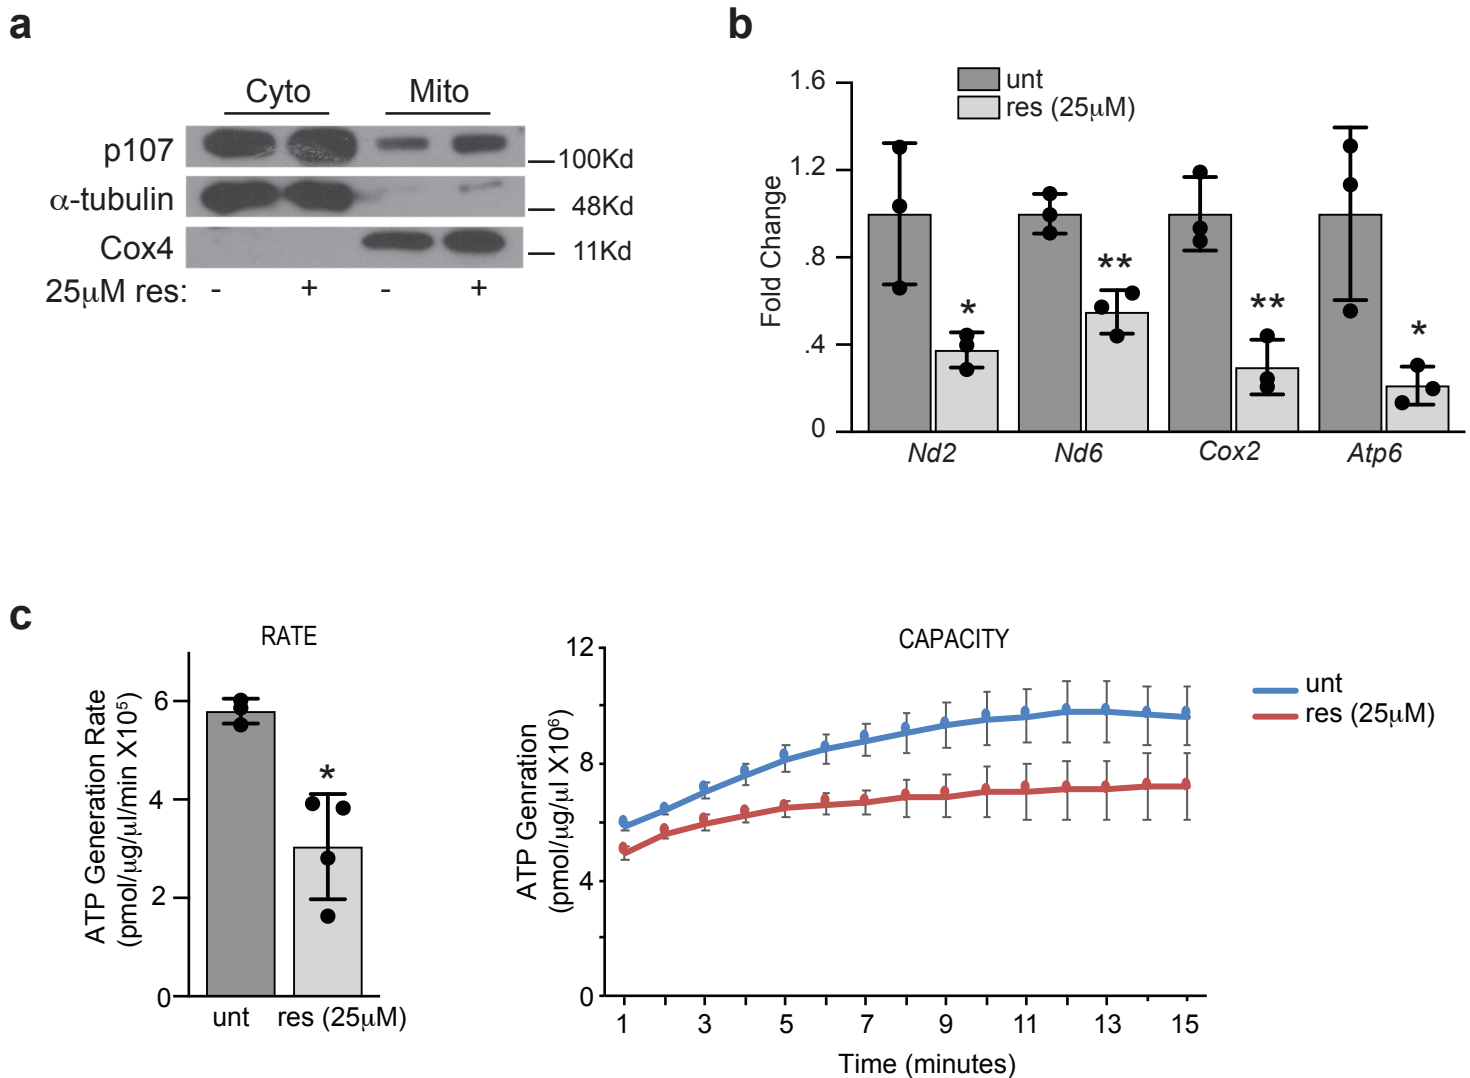 a
Cyto Mito
p107
100Kd
α-tubulin
48Kd
Cox4
11Kd
25μM res: - + - +
b
unt
res (25μM)
1.6
1.2
.8
.4
0
Fold Change
*
**
**
*
Nd2 Nd6 Cox2 Atp6
c
RATE
ATP Generation Rate
(pmol/μg/μl/min X10⁵)
6
4
2
0
*
unt res (25μM)
CAPACITY
ATP Genration
(pmol/μg/μl X10⁶)
12
8
4
0
1 3 5 7 9 11 13 15
Time (minutes)
unt
res (25μM)